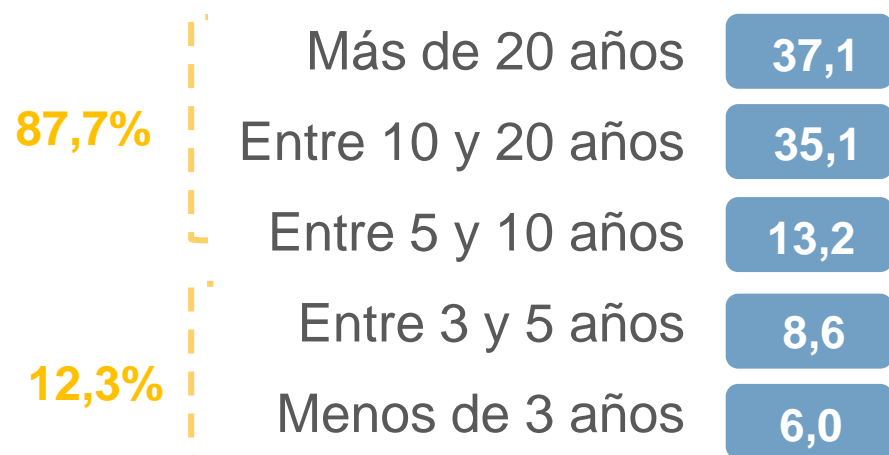 Más de 20 años 37,1
87,7%
Entre 10 y 20 años 35,1
Entre 5 y 10 años 13,2
Entre 3 y 5 años 8,6
12,3%
Menos de 3 años 6,0